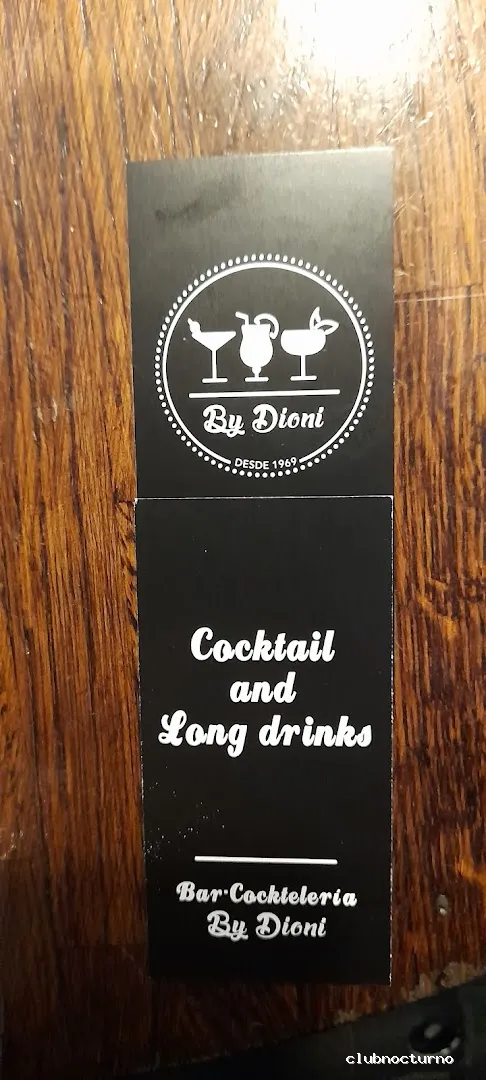 By Dioni
DESDE 1969
Cocktail
and
Long drinks
Bar·Cocktelería
By Dioni
clubnocturno